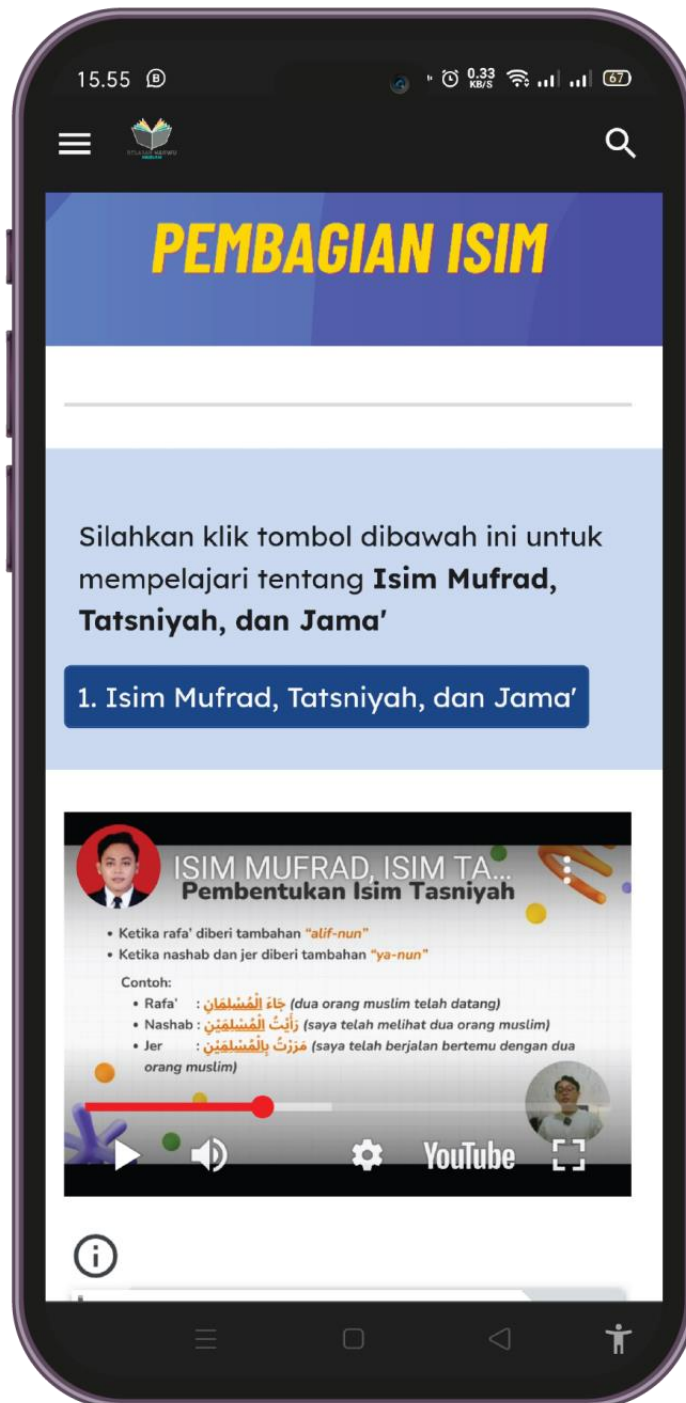 15.55
0.33
KB/S
67
PEMBAGIAN ISIM
Silahkan klik tombol dibawah ini untuk
mempelajari tentang Isim Mufrad,
Tatsniyah, dan Jama'
1. Isim Mufrad, Tatsniyah, dan Jama'
ISIM MUFRAD, ISIM TA...
Pembentukan Isim Tasniyah
• Ketika rafa' diberi tambahan "alif-nun"
• Ketika nashab dan jer diberi tambahan "ya-nun"
Contoh:
• Rafa' : جَاءَ الْمُسْلِمَانِ (dua orang muslim telah datang)
• Nashab : رَأَيْتُ الْمُسْلِمَيْنِ (saya telah melihat dua orang muslim)
• Jer : مَرَرْتُ بِالْمُسْلِمَيْنِ (saya telah berjalan bertemu dengan dua
orang muslim)
YouTube